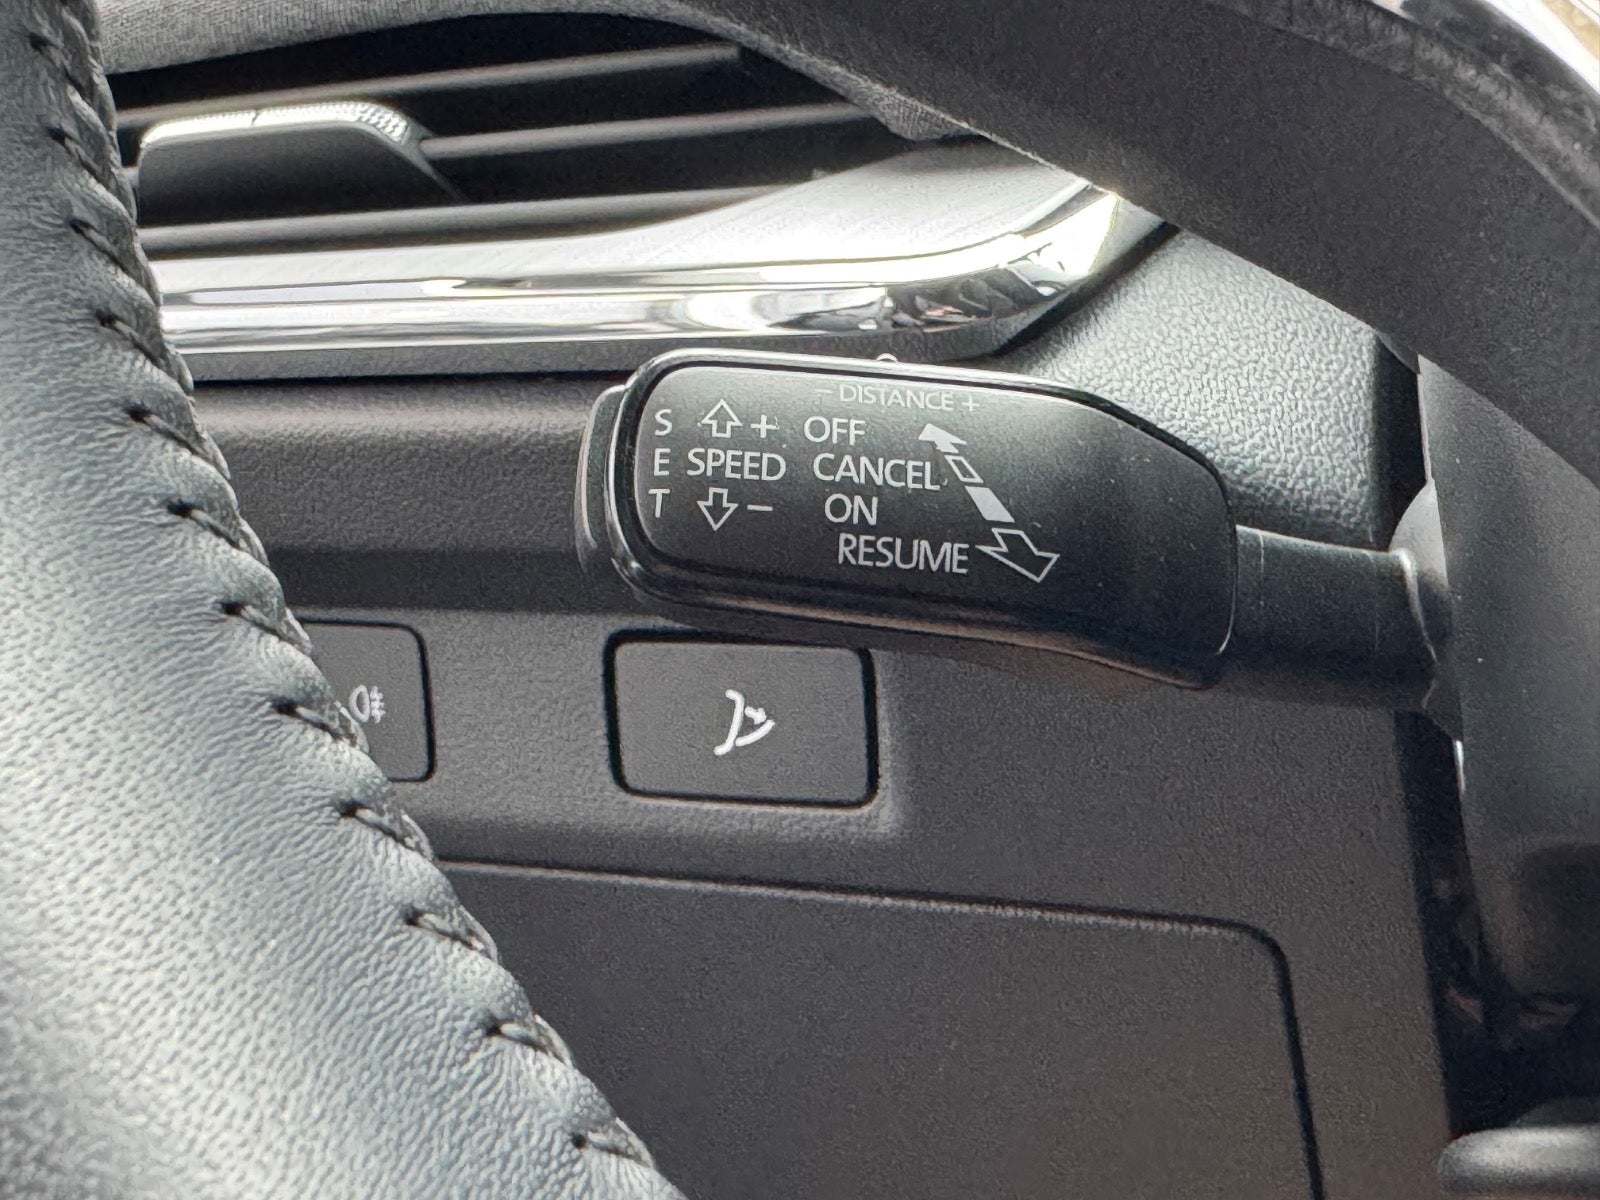 − DISTANCE +
S + OFF
E SPEED CANCEL
T − ON
RESUME